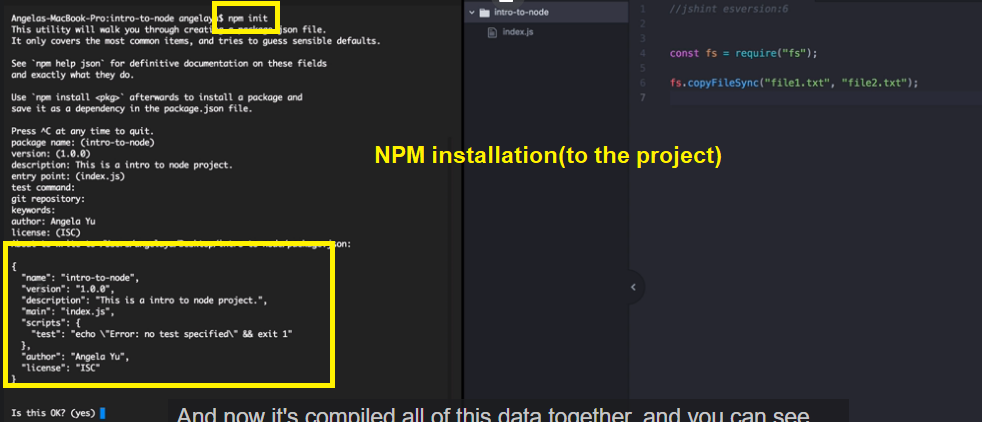 Angelas-MacBook-Pro:intro-to-node angelay$ npm init
This utility will walk you through creating a package.json file.
It only covers the most common items, and tries to guess sensible defaults.
See `npm help json` for definitive documentation on these fields
and exactly what they do.
Use `npm install <pkg>` afterwards to install a package and
save it as a dependency in the package.json file.
Press ^C at any time to quit.
package name: (intro-to-node)
version: (1.0.0)
description: This is a intro to node project.
entry point: (index.js)
test command:
git repository:
keywords:
author: Angela Yu
license: (ISC)
{
"name": "intro-to-node",
"version": "1.0.0",
"description": "This is a intro to node project.",
"main": "index.js",
"scripts": {
"test": "echo \"Error: no test specified\" && exit 1"
},
"author": "Angela Yu",
"license": "ISC"
}
Is this OK? (yes)
intro-to-node
index.js
1 //jshint esversion:6
2
3
4 const fs = require("fs");
5
6 fs.copyFileSync("file1.txt", "file2.txt");
7
NPM installation(to the project)
And now it's compiled all of this data together, and you can see